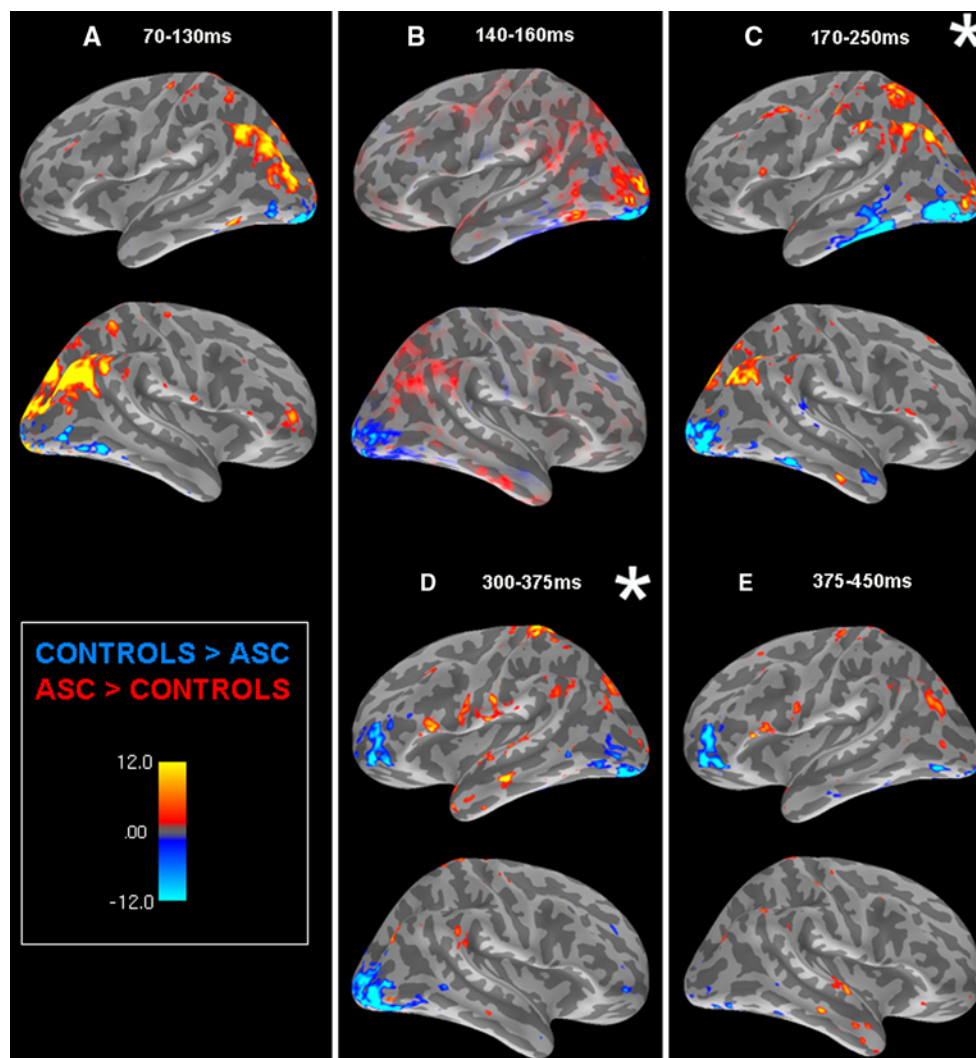 A 70-130ms
B 140-160ms
C 170-250ms *
D 300-375ms *
E 375-450ms
CONTROLS > ASC
ASC > CONTROLS
12.0
.00
-12.0